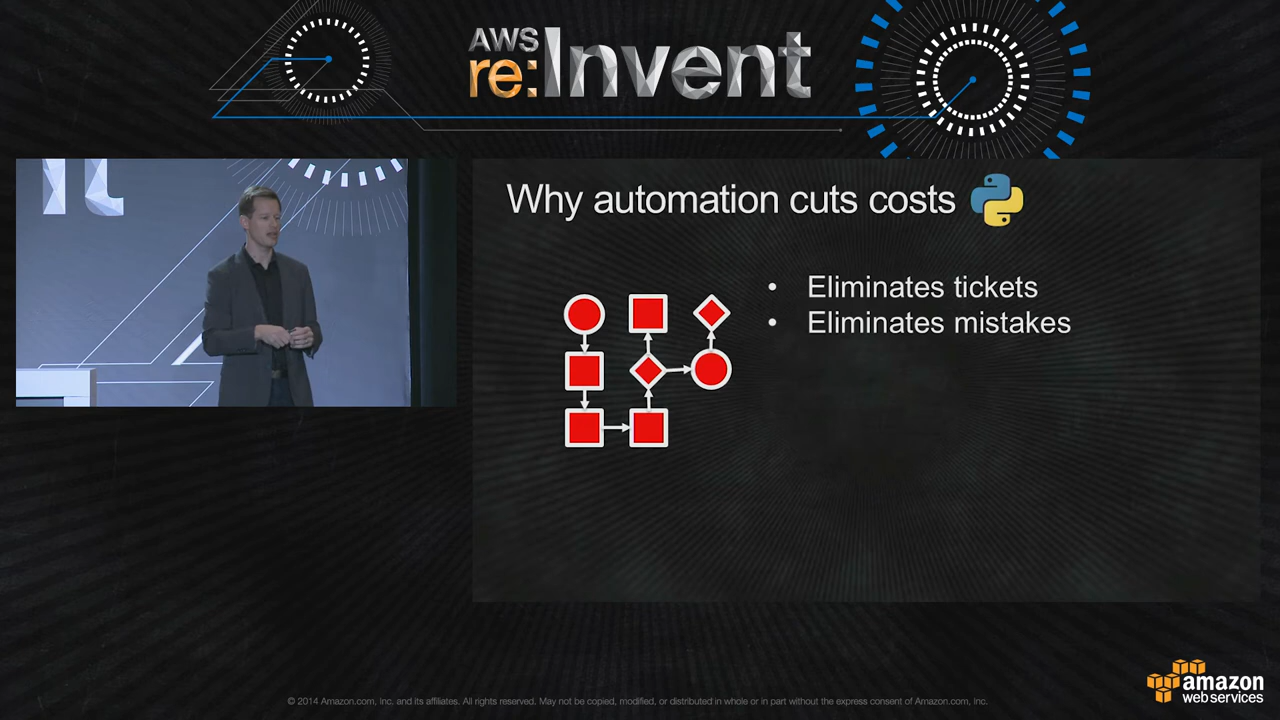 AWS
re:Invent
Why automation cuts costs
• Eliminates tickets
• Eliminates mistakes
© 2014 Amazon.com, Inc. and its affiliates. All rights reserved. May not be copied, modified, or distributed in whole or in part without the express consent of Amazon.com, Inc.
amazon
web services